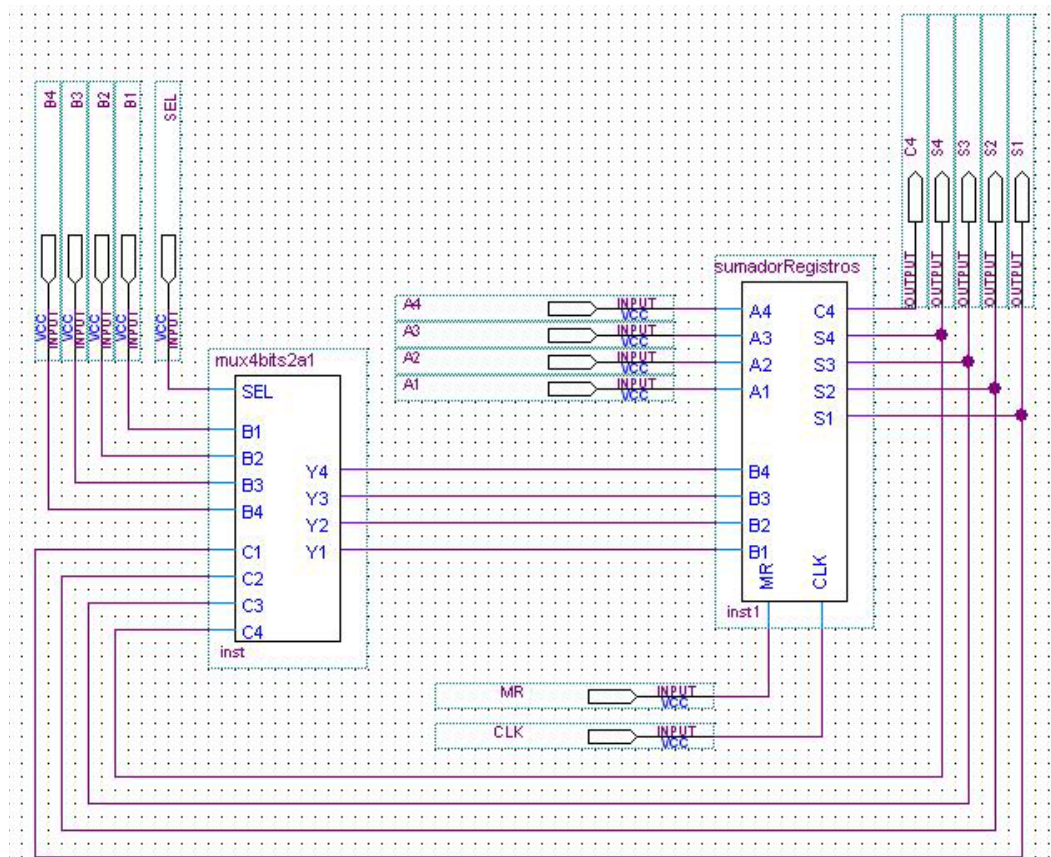 B4
B3
B2
B1
SEL
VCC
INPUT
VCC
INPUT
VCC
INPUT
VCC
INPUT
VCC
INPUT
C4
S4
S3
S2
S1
OUTPUT
OUTPUT
OUTPUT
OUTPUT
OUTPUT
mux4bits2a1
SEL
B1
B2
B3
B4
C1
C2
C3
C4
Y4
Y3
Y2
Y1
inst
A4
INPUT
VCC
A3
INPUT
VCC
A2
INPUT
VCC
A1
INPUT
VCC
sumadorRegistros
A4
A3
A2
A1
B4
B3
B2
B1
C4
S4
S3
S2
S1
MR
CLK
inst1
MR
INPUT
VCC
CLK
INPUT
VCC